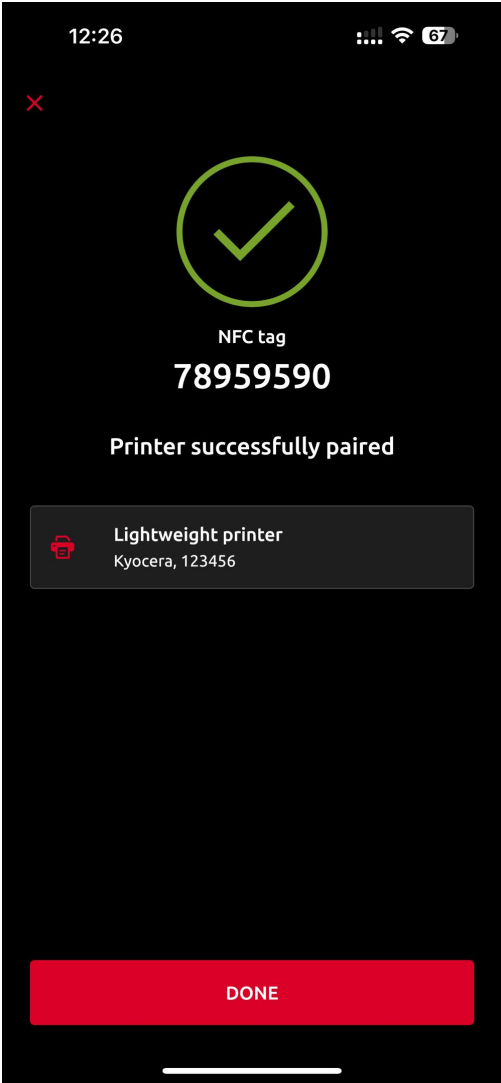 12:26
67
NFC tag
78959590
Printer successfully paired
Lightweight printer
Kyocera, 123456
DONE